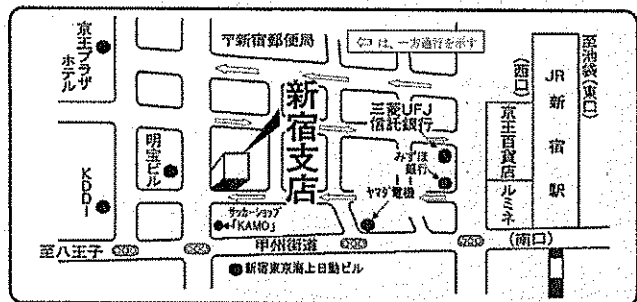 京王プラザ
ホテル
〒新宿郵便局
⇦は、一方通行を示す
至池袋(東口)
(西口)
JR新宿駅
新宿支店
三菱UFJ
信託銀行
京王百貨店
みずほ
銀行
明宝ビル
ヤマダ電機
ルミネ
KDDI
サッカーショップ
「KAMO」
甲州街道
(南口)
至八王子
新宿東京海上日動ビル